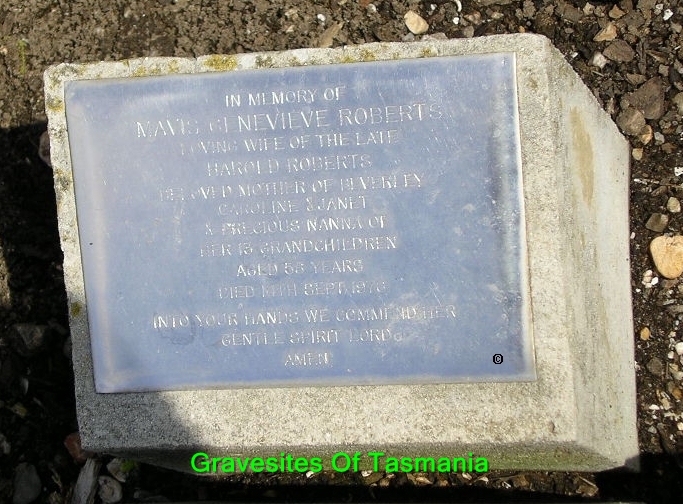 IN MEMORY OF
MAVIS GENEVIEVE ROBERTS
LOVING WIFE OF THE LATE
HAROLD ROBERTS
BELOVED MOTHER OF BEVERLEY
CAROLINE & JANET
& PRECIOUS NANNA OF
HER 13 GRANDCHILDREN
AGED YEARS
DIED SEPT.
INTO YOUR HANDS WE COMMEND HER
GENTLE SPIRIT LORD
AMEN
©
Gravesites Of Tasmania